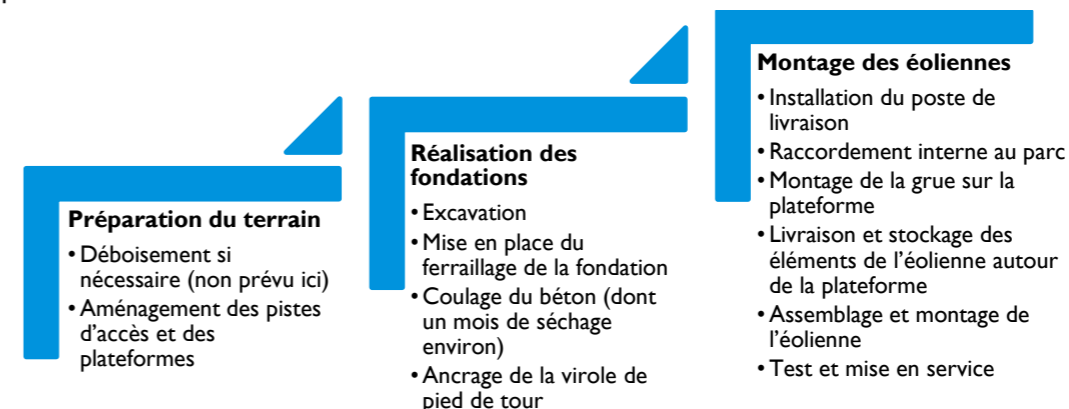 Préparation du terrain
• Déboisement si
nécessaire (non prévu ici)
• Aménagement des pistes
d'accès et des
plateformes
Réalisation des
fondations
• Excavation
• Mise en place du
ferraillage de la fondation
• Coulage du béton (dont
un mois de séchage
environ)
• Ancrage de la virole de
pied de tour
Montage des éoliennes
• Installation du poste de
livraison
• Raccordement interne au parc
• Montage de la grue sur la
plateforme
• Livraison et stockage des
éléments de l'éolienne autour
de la plateforme
• Assemblage et montage de
l'éolienne
• Test et mise en service